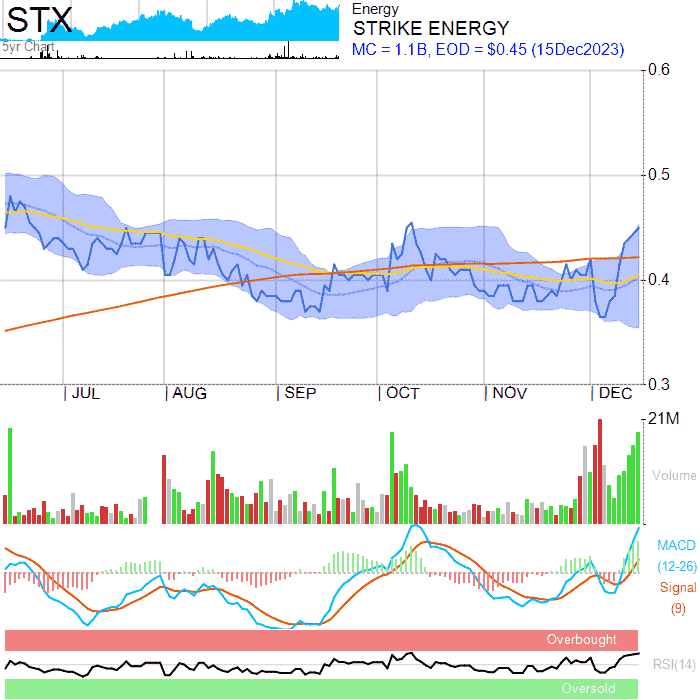 STX
5yr Chart
Energy
STRIKE ENERGY
MC = 1.1B, EOD = $0.45 (15Dec2023)
0.6
0.5
0.4
0.3
JUL AUG SEP OCT NOV DEC
21M
Volume
MACD
(12-26)
Signal
(9)
Overbought
RSI(14)
Oversold